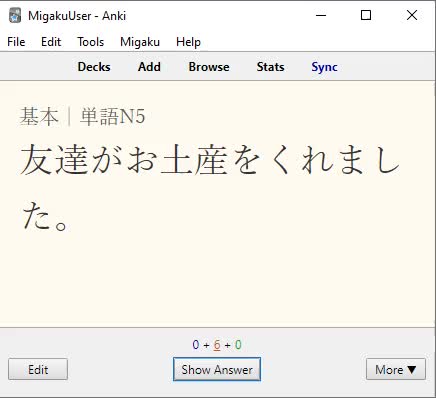 MigakuUser - Anki
File Edit Tools Migaku Help
Decks Add Browse Stats Sync
基本｜単語N5
友達がお土産をくれまし
た。
0 + 6 + 0
Edit Show Answer More ▼